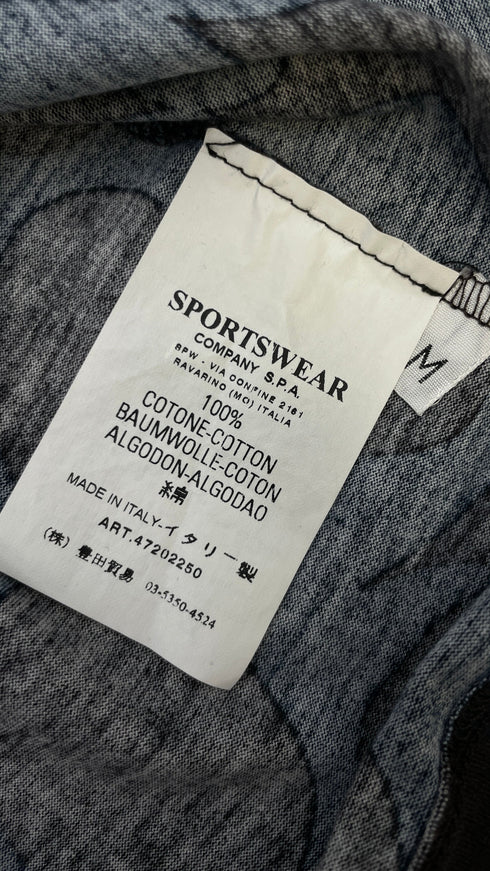 SPORTSWEAR
COMPANY S.P.A.
SPW - VIA CONFINE 2161
RAVARINO (MO) ITALIA
100%
COTONE-COTTON
BAUMWOLLE-COTON
ALGODON-ALGODAO
綿
MADE IN ITALY-イタリー製
ART.47202250
(株) 豊田貿易 03-5350-4524
M